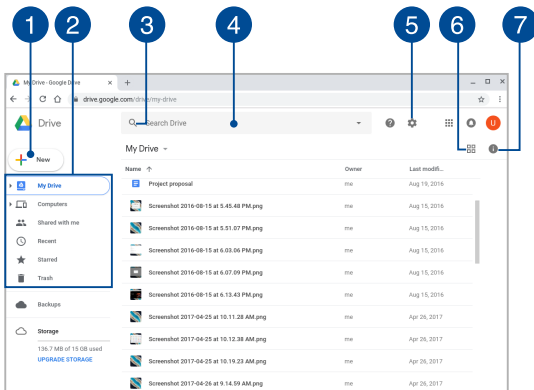 1 2 3 4 5 6 7
My Drive - Google Drive
drive.google.com/drive/my-drive
Drive
Search Drive
U
New
My Drive
Name Owner Last modifi...
My Drive
Computers
Shared with me
Recent
Starred
Trash
Backups
Storage
136.7 MB of 15 GB used
UPGRADE STORAGE
Project proposal me Aug 19, 2016
Screenshot 2016-08-15 at 5.45.48 PM.png me Aug 15, 2016
Screenshot 2016-08-15 at 5.51.07 PM.png me Aug 15, 2016
Screenshot 2016-08-15 at 6.03.06 PM.png me Aug 15, 2016
Screenshot 2016-08-15 at 6.07.09 PM.png me Aug 15, 2016
Screenshot 2016-08-15 at 6.13.43 PM.png me Aug 15, 2016
Screenshot 2017-04-25 at 10.11.28 AM.png me Apr 26, 2017
Screenshot 2017-04-25 at 10.12.38 AM.png me Apr 26, 2017
Screenshot 2017-04-25 at 10.19.23 AM.png me Apr 26, 2017
Screenshot 2017-04-26 at 9.14.59 AM.png me Apr 26, 2017